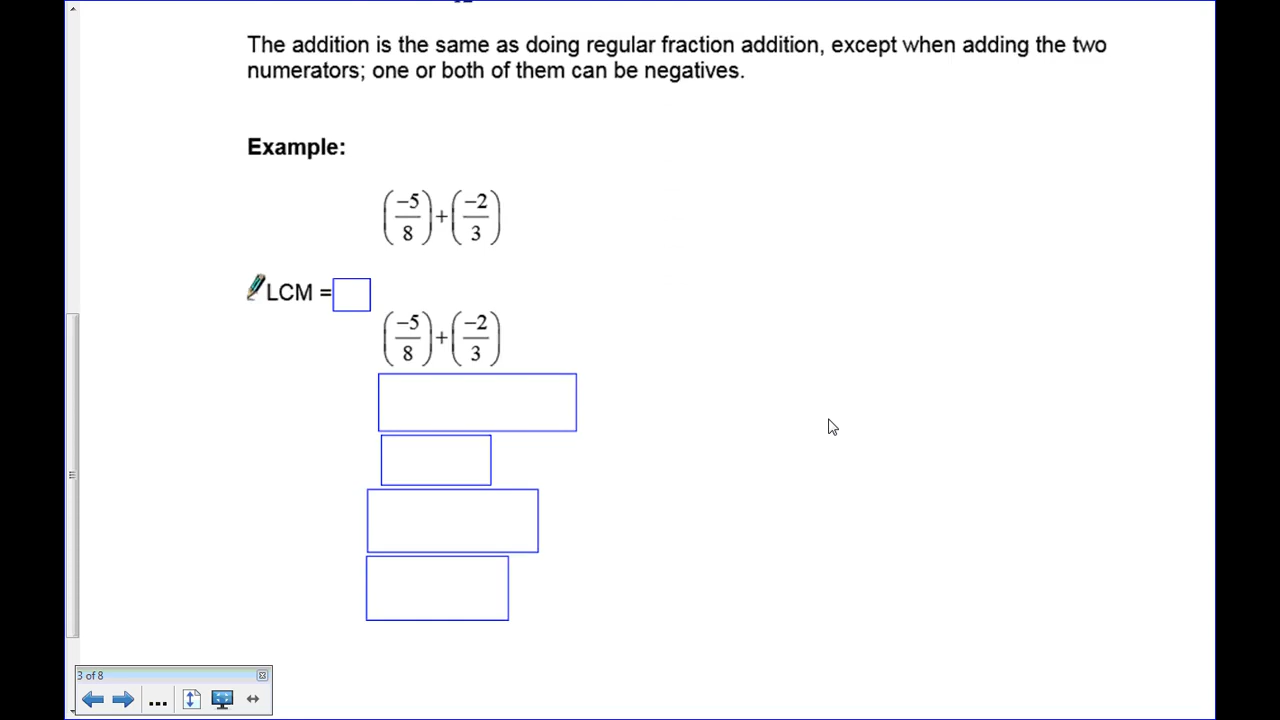 The addition is the same as doing regular fraction addition, except when adding the two
numerators; one or both of them can be negatives.
Example:
(−5/8) + (−2/3)
LCM =
(−5/8) + (−2/3)
3 of 8
...